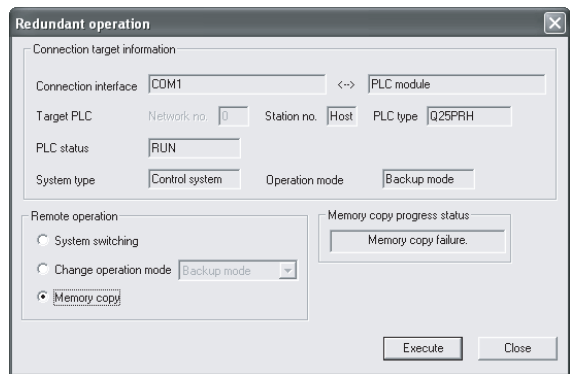 Redundant operation
Connection target information
Connection interface COM1 <--> PLC module
Target PLC Network no. 0 Station no. Host PLC type Q25PRH
PLC status RUN
System type Control system Operation mode Backup mode
Remote operation
System switching
Change operation mode Backup mode
Memory copy
Memory copy progress status
Memory copy failure.
Execute Close